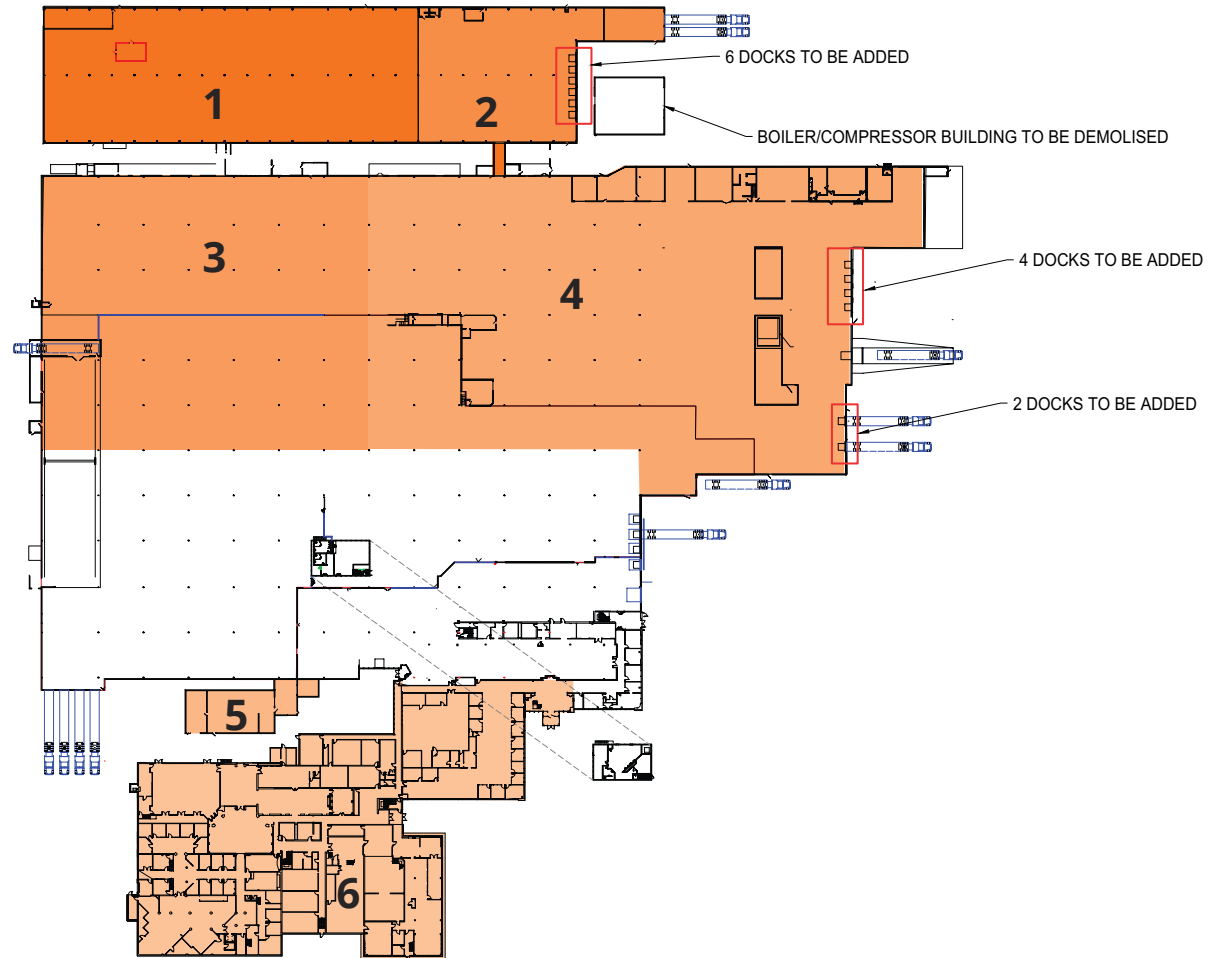 6 DOCKS TO BE ADDED
1
2
BOILER/COMPRESSOR BUILDING TO BE DEMOLISED
3
4
4 DOCKS TO BE ADDED
2 DOCKS TO BE ADDED
5
6